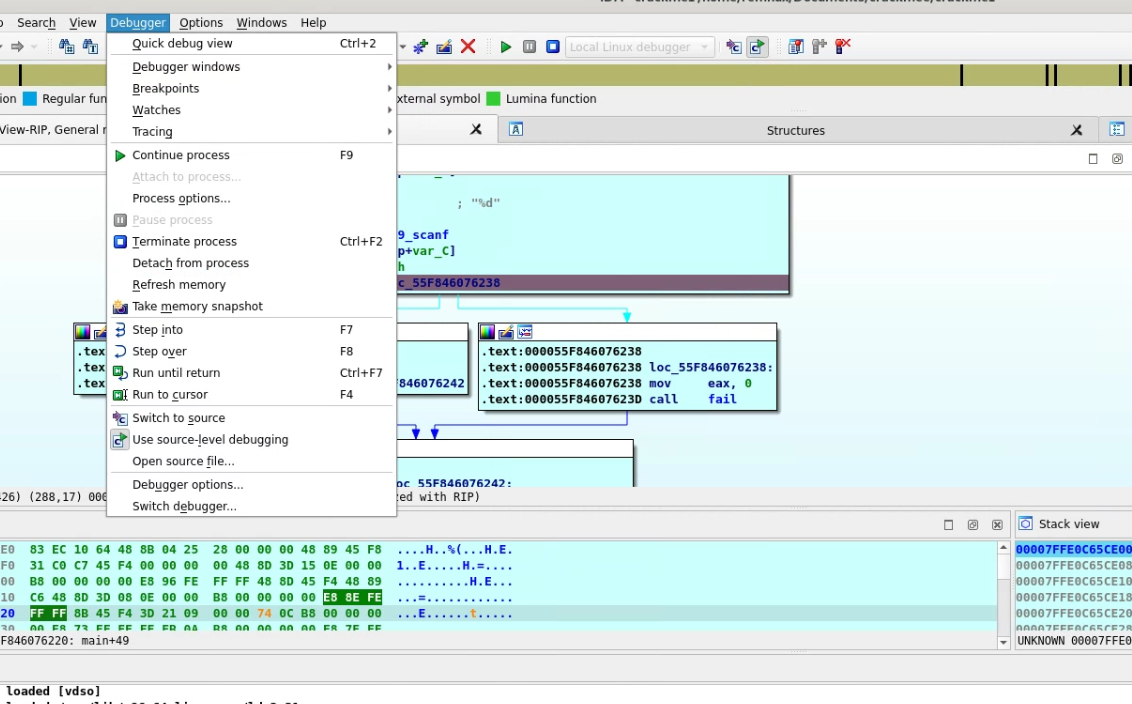 Search View Debugger Options Windows Help
Quick debug view Ctrl+2
Local Linux debugger
Debugger windows
Breakpoints
Regular fun
xternal symbol Lumina function
Watches
View-RIP, General r
Structures
Tracing
Continue process F9
Attach to process...
Process options...
; "%d"
Pause process
9_scanf
Terminate process Ctrl+F2
p+var_C]
Detach from process
h
Refresh memory
c_55F846076238
Take memory snapshot
Step into F7
Step over F8
.tex
.text:000055F846076238
Run until return Ctrl+F7
.tex
.text:000055F846076238 loc_55F846076238:
Run to cursor F4
.tex
846076242
.text:000055F846076238 mov eax, 0
.text:000055F84607623D call fail
Switch to source
Use source-level debugging
Open source file...
Debugger options...
oc_55F846076242:
426) (288,17) 000
ed with RIP)
Switch debugger...
Stack view
E0 83 EC 10 64 48 8B 04 25 28 00 00 00 48 89 45 F8 ....H..%(...H.E.
F0 31 C0 C7 45 F4 00 00 00 00 48 8D 3D 15 0E 00 00 1..E.....H.=....
00 B8 00 00 00 00 E8 96 FE FF FF 48 8D 45 F4 48 89 ...........H.E...
10 C6 48 8D 3D 08 0E 00 00 B8 00 00 00 00 E8 8E FE ...=............
20 FF FF 8B 45 F4 3D 21 09 00 00 74 0C B8 00 00 00 ...E......t.....
00007FFE0C65CE00
00007FFE0C65CE08
00007FFE0C65CE10
00007FFE0C65CE18
00007FFE0C65CE20
00007FFE0C65CE28
F846076220: main+49
UNKNOWN 00007FFE0
loaded [vdso]